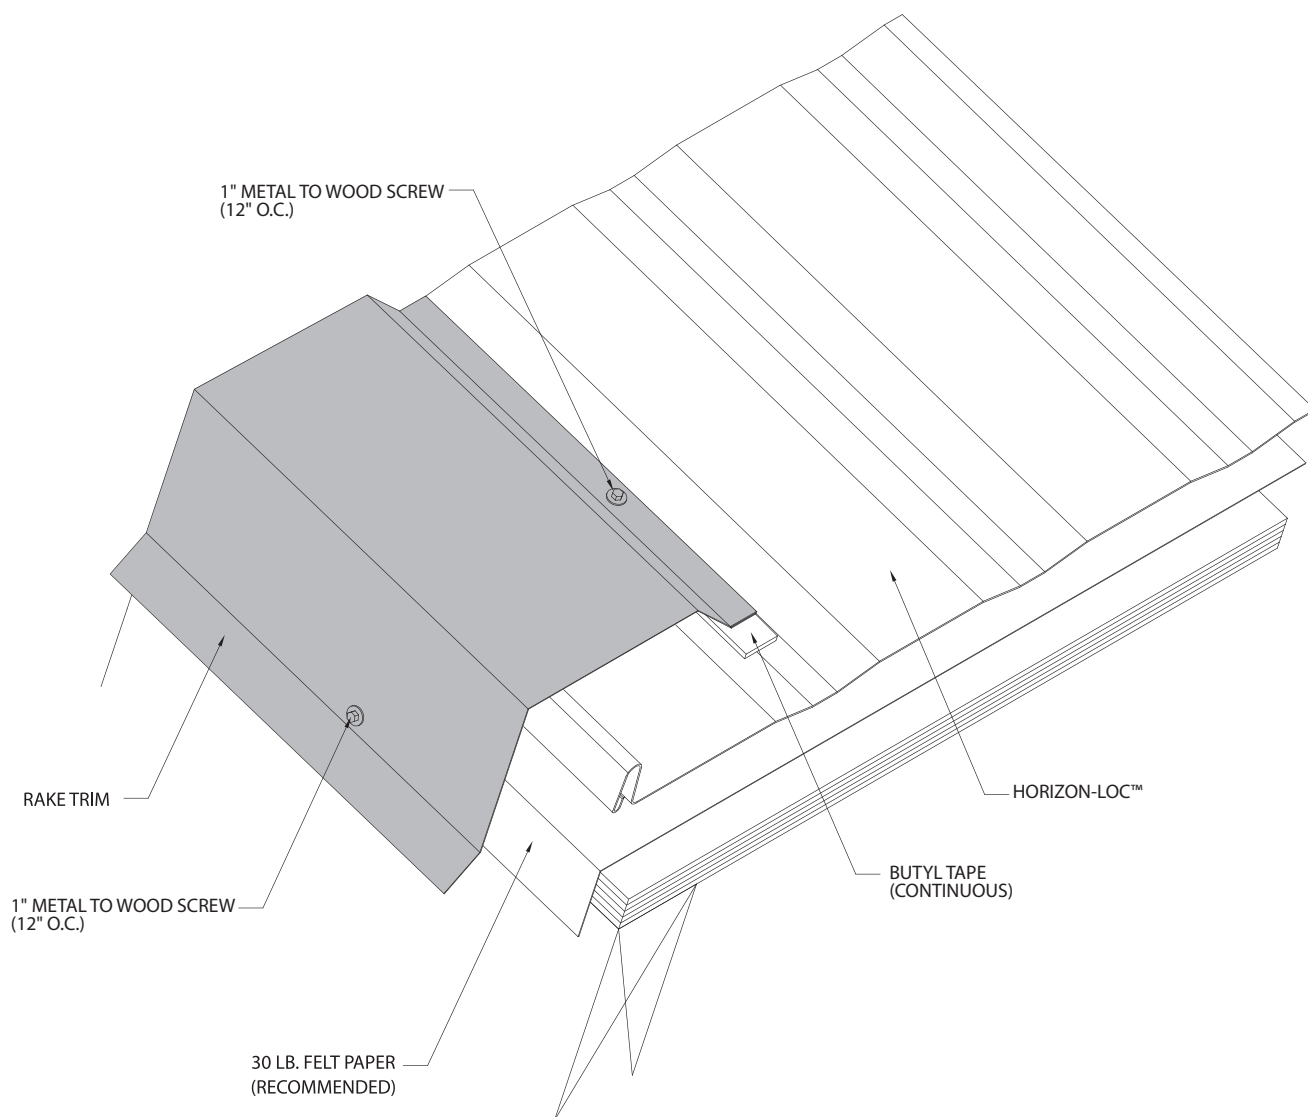 1" METAL TO WOOD SCREW
(12" O.C.)
RAKE TRIM
HORIZON-LOC™
BUTYL TAPE
(CONTINUOUS)
1" METAL TO WOOD SCREW
(12" O.C.)
30 LB. FELT PAPER
(RECOMMENDED)